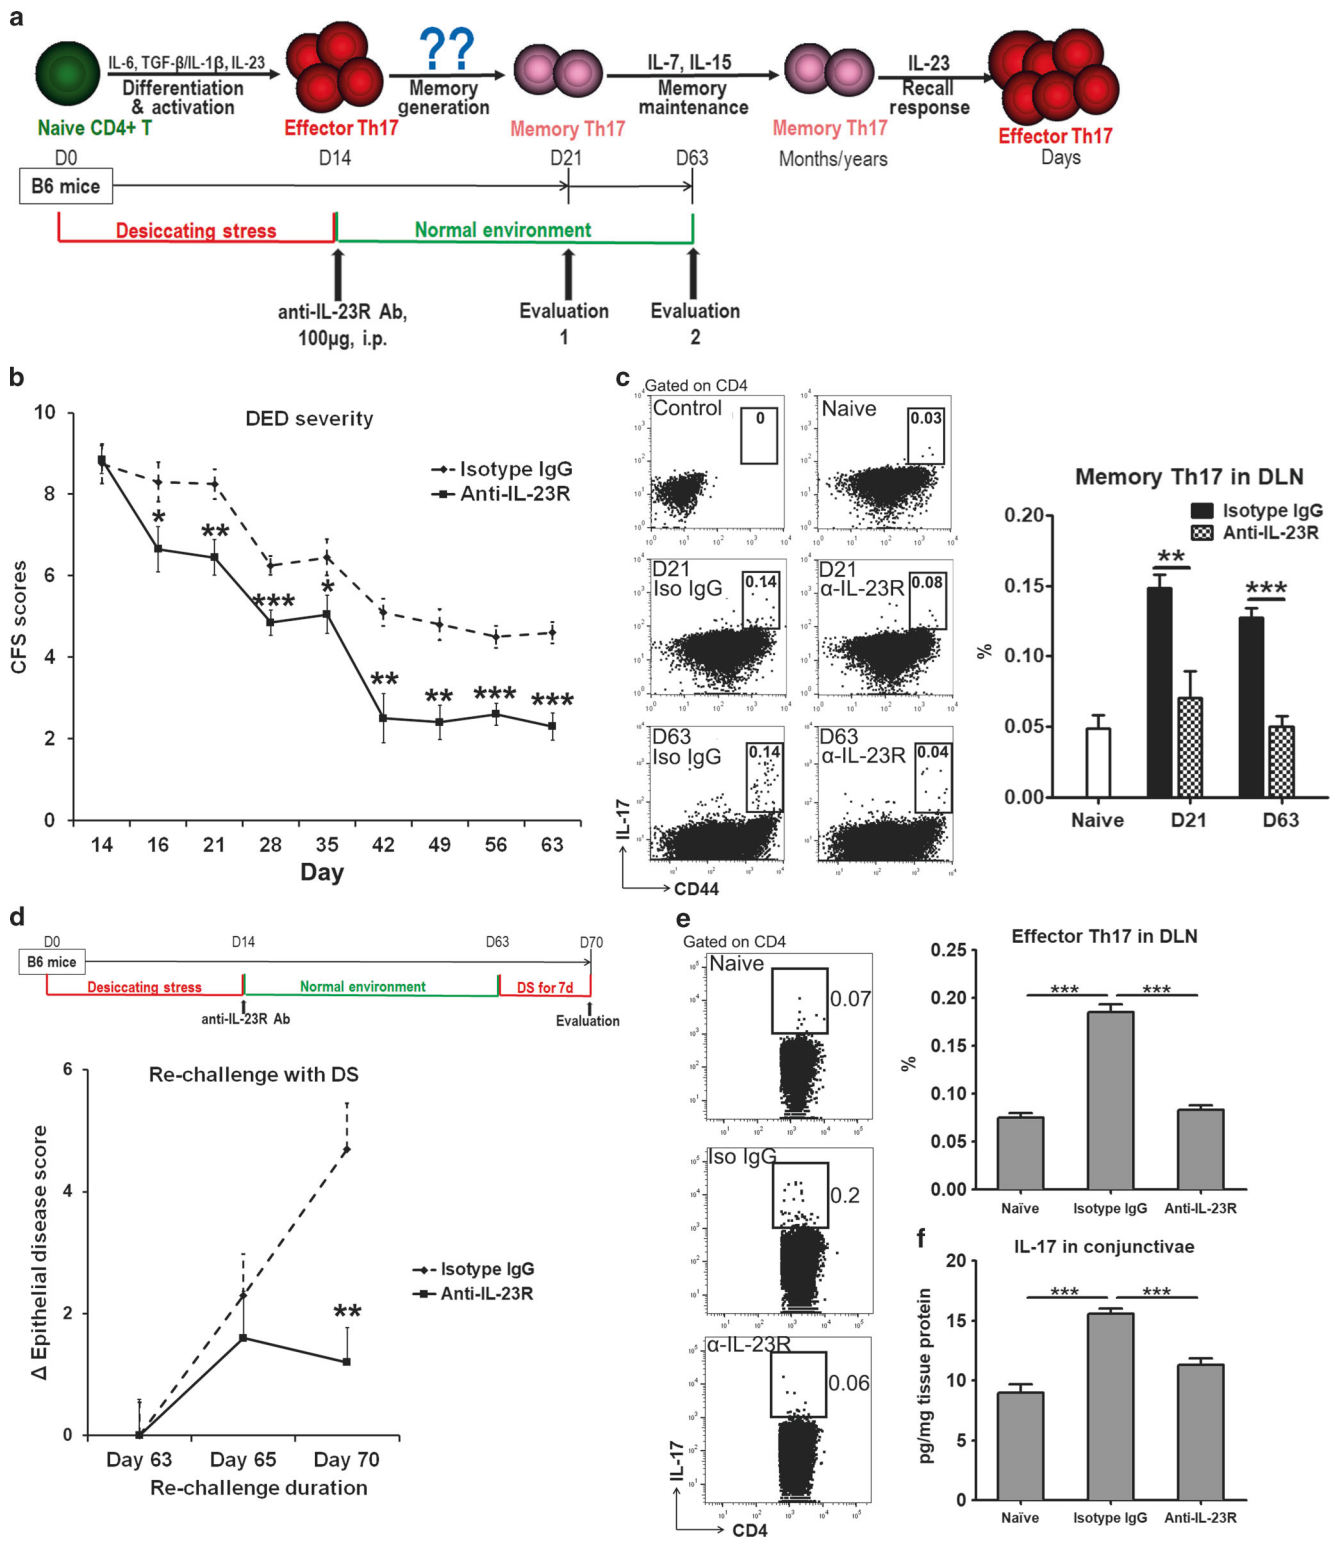 a
IL-6, TGF-β/IL-1β, IL-23
Differentiation
& activation
??
Memory
generation
IL-7, IL-15
Memory
maintenance
IL-23
Recall
response
Naive CD4+ T
Effector Th17
Memory Th17
Memory Th17
Effector Th17
D0
D14
D21
D63
Months/years
Days
B6 mice
Desiccating stress
Normal environment
anti-IL-23R Ab,
100µg, i.p.
Evaluation
1
Evaluation
2
b
DED severity
Isotype IgG
Anti-IL-23R
CFS scores
10
8
6
4
2
0
*
**
***
*
**
**
***
***
14 16 21 28 35 42 49 56 63
Day
c
Gated on CD4
Control
0
Naive
0.03
D21
Iso IgG
0.14
D21
α-IL-23R
0.08
D63
Iso IgG
0.14
D63
α-IL-23R
0.04
IL-17
CD44
Memory Th17 in DLN
Isotype IgG
Anti-IL-23R
%
0.20
0.15
0.10
0.05
0.00
**
***
Naive D21 D63
d
D0 D14 D63 D70
B6 mice
Desiccating stress
Normal environment
DS for 7d
anti-IL-23R Ab
Evaluation
Re-challenge with DS
Δ Epithelial disease score
6
4
2
0
Isotype IgG
Anti-IL-23R
**
Day 63 Day 65 Day 70
Re-challenge duration
e
Gated on CD4
Naive
0.07
Iso IgG
0.2
α-IL-23R
0.06
IL-17
CD4
Effector Th17 in DLN
%
0.25
0.20
0.15
0.10
0.05
0.00
*** ***
Naïve Isotype IgG Anti-IL-23R
f
IL-17 in conjunctivae
pg/mg tissue protein
20
15
10
5
0
*** ***
Naïve Isotype IgG Anti-IL-23R